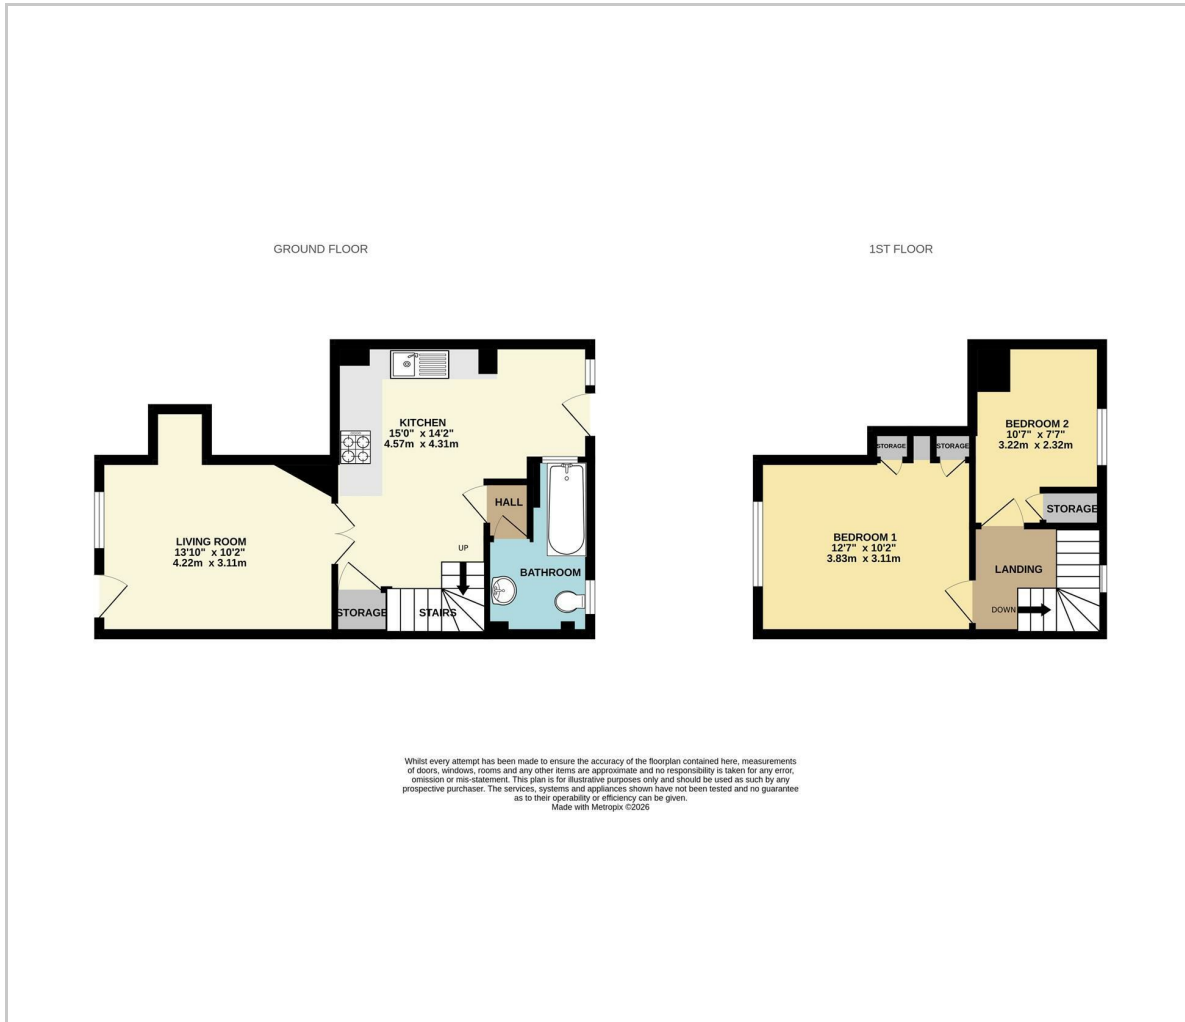 GROUND FLOOR
KITCHEN
15'0" x 14'2"
4.57m x 4.31m
HALL
LIVING ROOM
13'10" x 10'2"
4.22m x 3.11m
UP
BATHROOM
STORAGE
STAIRS
1ST FLOOR
BEDROOM 2
10'7" x 7'7"
3.22m x 2.32m
STORAGE
STORAGE
STORAGE
BEDROOM 1
12'7" x 10'2"
3.83m x 3.11m
LANDING
DOWN
Whilst every attempt has been made to ensure the accuracy of the floorplan contained here, measurements
of doors, windows, rooms and any other items are approximate and no responsibility is taken for any error,
omission or mis-statement. This plan is for illustrative purposes only and should be used as such by any
prospective purchaser. The services, systems and appliances shown have not been tested and no guarantee
as to their operability or efficiency can be given.
Made with Metropix ©2026